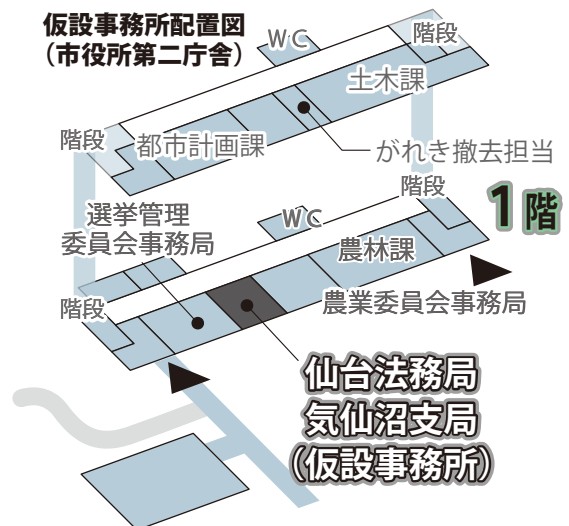 仮設事務所配置図
（市役所第二庁舎）
WC
階段
土木課
階段
都市計画課
がれき撤去担当
階段
1階
選挙管理
委員会事務局
WC
農林課
階段
農業委員会事務局
仙台法務局
気仙沼支局
（仮設事務所）